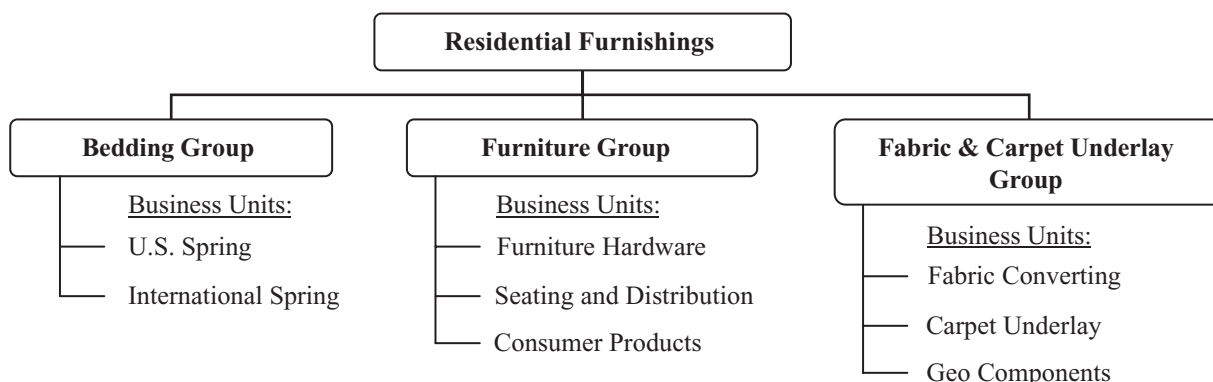 Residential Furnishings
Bedding Group
Business Units:
U.S. Spring
International Spring
Furniture Group
Business Units:
Furniture Hardware
Seating and Distribution
Consumer Products
Fabric & Carpet Underlay
Group
Business Units:
Fabric Converting
Carpet Underlay
Geo Components